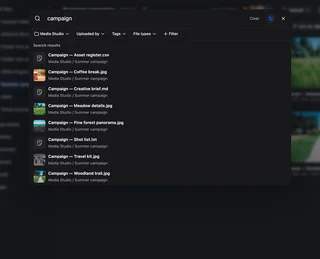 campaign
Clear
Media Studio
Uploaded by
Tags
File types
+ Filter
Search results
Campaign — Asset register.csv
Media Studio / Summer campaign
Campaign — Coffee break.jpg
Media Studio / Summer campaign
Campaign — Creative brief.md
Media Studio / Summer campaign
Campaign — Meadow details.jpg
Media Studio / Summer campaign
Campaign — Pine forest panorama.jpg
Media Studio / Summer campaign
Campaign — Shot list.txt
Media Studio / Summer campaign
Campaign — Travel kit.jpg
Media Studio / Summer campaign
Campaign — Woodland trail.jpg
Media Studio / Summer campaign